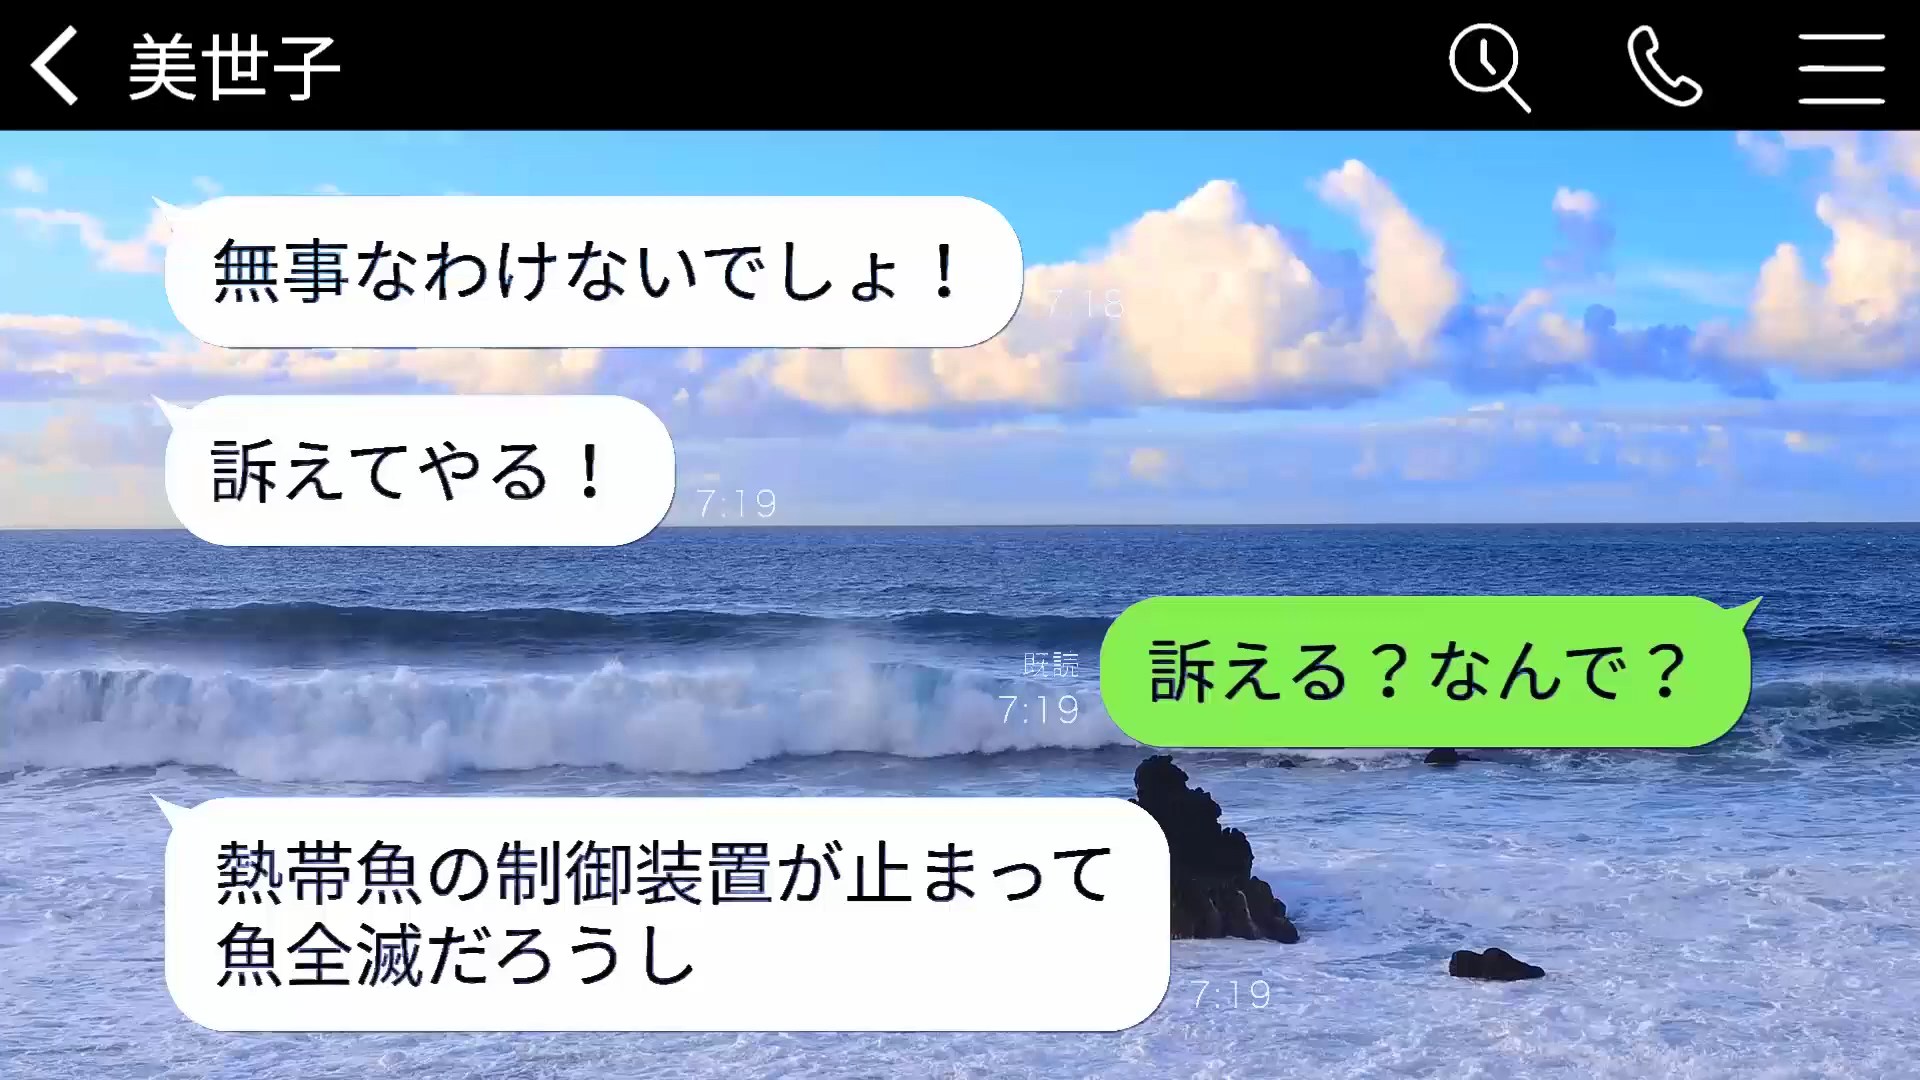 美世子
無事なわけないでしょ！
7:18
訴えてやる！
7:19
訴える？なんで？
既読
7:19
熱帯魚の制御装置が止まって
魚全滅だろうし
7:19